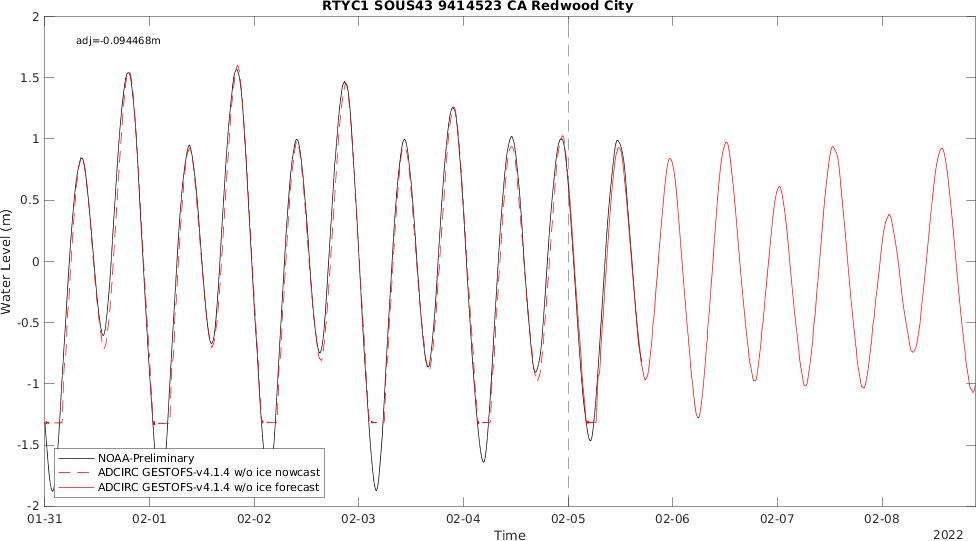 RTYC1 SOUS43 9414523 CA Redwood City
adj=-0.094468m
2
1.5
1
0.5
0
-0.5
-1
-1.5
-2
Water Level (m)
NOAA-Preliminary
ADCIRC GESTOFS-v4.1.4 w/o ice nowcast
ADCIRC GESTOFS-v4.1.4 w/o ice forecast
01-31 02-01 02-02 02-03 02-04 02-05 02-06 02-07 02-08
Time
2022